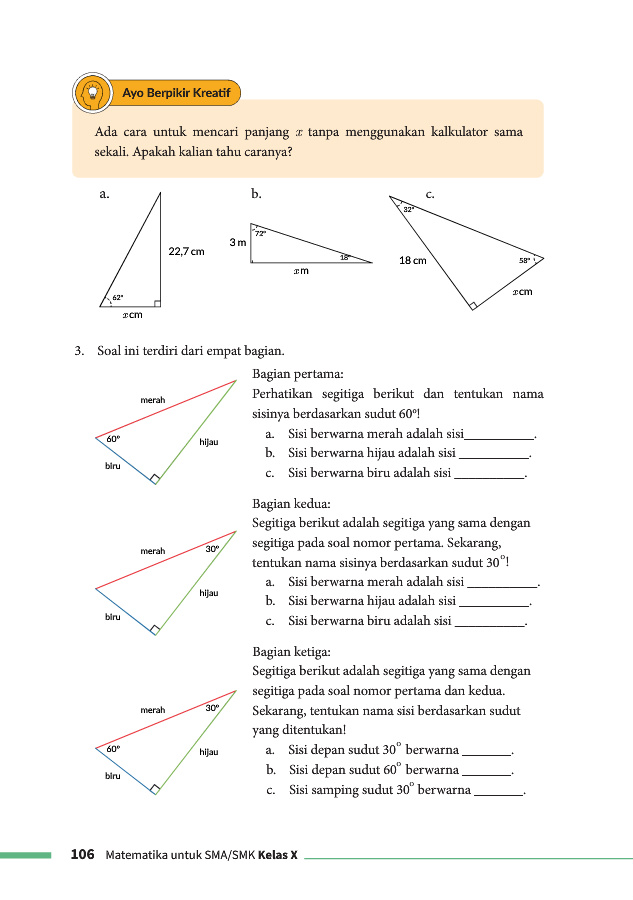 Ayo Berpikir Kreatif
Ada cara untuk mencari panjang x tanpa menggunakan kalkulator sama
sekali. Apakah kalian tahu caranya?
a.
22,7 cm
62°
x cm
b.
3 m
72°
18°
x m
c.
32°
18 cm
58°
x cm
3. Soal ini terdiri dari empat bagian.
merah
60°
hijau
biru
Bagian pertama:
Perhatikan segitiga berikut dan tentukan nama
sisinya berdasarkan sudut 60°!
a. Sisi berwarna merah adalah sisi__________.
b. Sisi berwarna hijau adalah sisi __________.
c. Sisi berwarna biru adalah sisi __________.
merah
30°
hijau
biru
Bagian kedua:
Segitiga berikut adalah segitiga yang sama dengan
segitiga pada soal nomor pertama. Sekarang,
tentukan nama sisinya berdasarkan sudut 30°!
a. Sisi berwarna merah adalah sisi __________.
b. Sisi berwarna hijau adalah sisi __________.
c. Sisi berwarna biru adalah sisi __________.
merah
30°
60°
hijau
biru
Bagian ketiga:
Segitiga berikut adalah segitiga yang sama dengan
segitiga pada soal nomor pertama dan kedua.
Sekarang, tentukan nama sisi berdasarkan sudut
yang ditentukan!
a. Sisi depan sudut 30° berwarna _______.
b. Sisi depan sudut 60° berwarna _______.
c. Sisi samping sudut 30° berwarna _______.
106 Matematika untuk SMA/SMK Kelas X